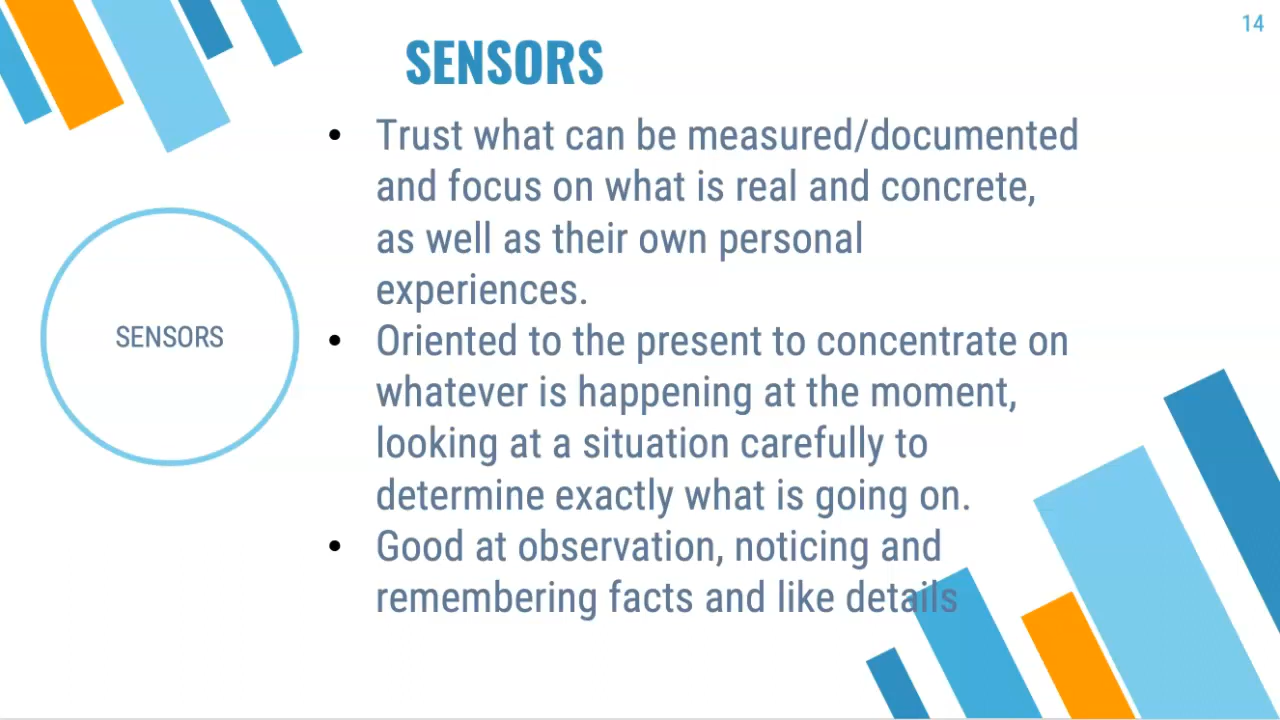 14
SENSORS
• Trust what can be measured/documented
and focus on what is real and concrete,
as well as their own personal
experiences.
• Oriented to the present to concentrate on
whatever is happening at the moment,
looking at a situation carefully to
determine exactly what is going on.
• Good at observation, noticing and
remembering facts and like details
SENSORS